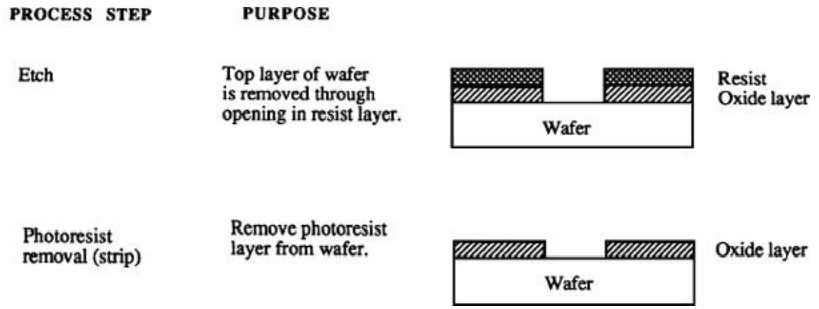 PROCESS STEP PURPOSE
Etch
Top layer of wafer
is removed through
opening in resist layer.
Resist
Oxide layer
Wafer
Photoresist
removal (strip)
Remove photoresist
layer from wafer.
Oxide layer
Wafer